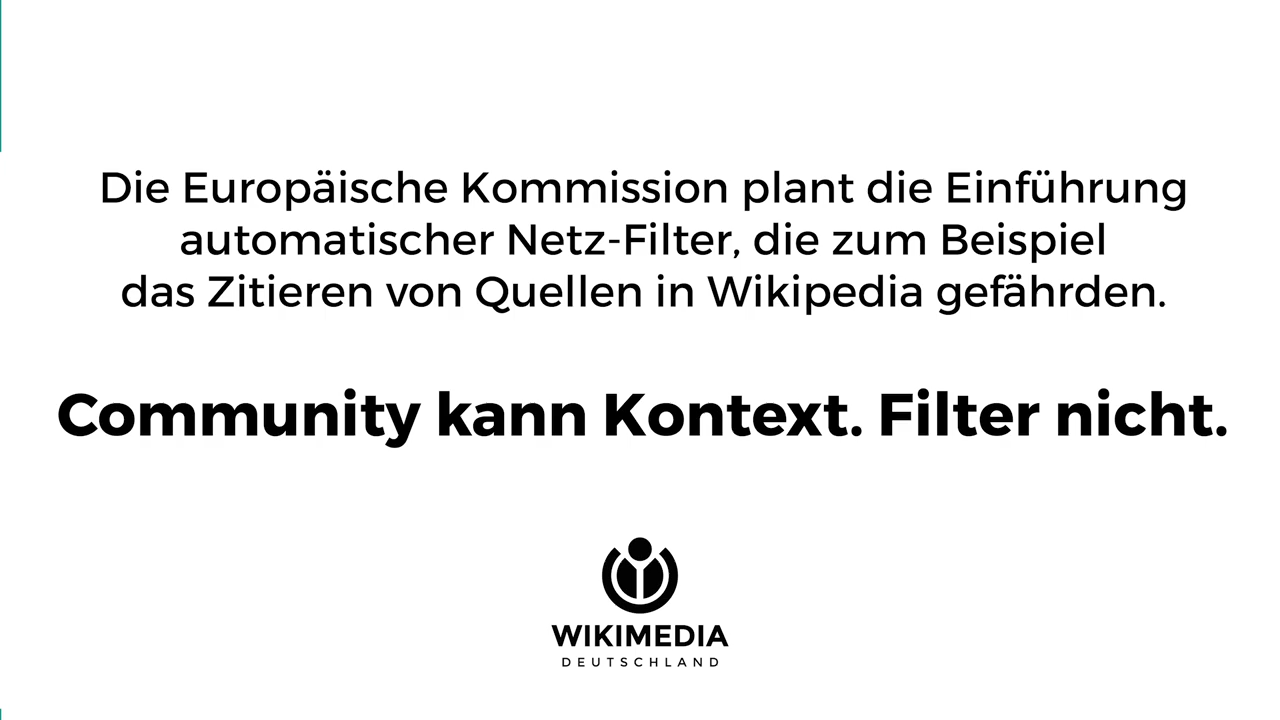 Die Europäische Kommission plant die Einführung
automatischer Netz-Filter, die zum Beispiel
das Zitieren von Quellen in Wikipedia gefährden.
Community kann Kontext. Filter nicht.
WIKIMEDIA
DEUTSCHLAND